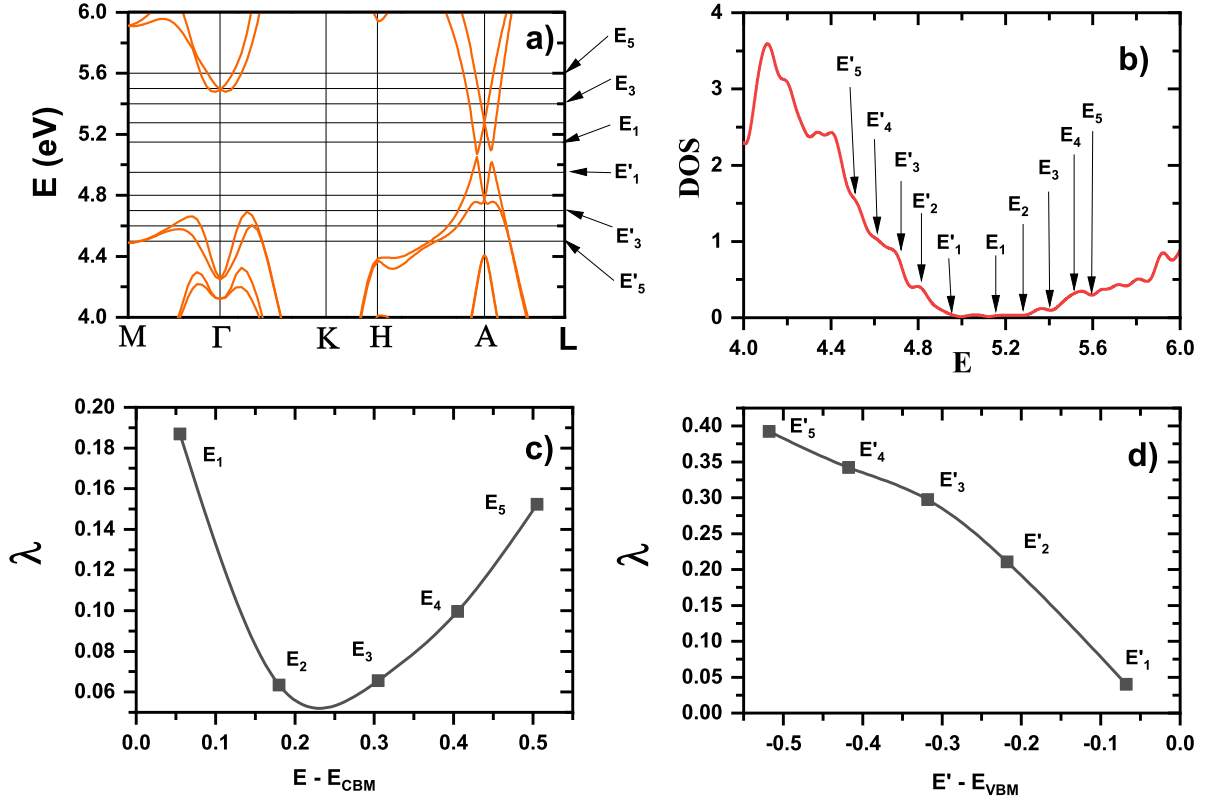 a)
E (eV)
6.0
5.6
5.2
4.8
4.4
4.0
M Γ K H A L
E5
E3
E1
E'1
E'3
E'5
b)
DOS
4
3
2
1
0
E'5
E'4
E'3
E'2
E'1
E1
E2
E3
E4
E5
4.0 4.4 4.8 5.2 5.6 6.0
E
c)
λ
0.20
0.18
0.16
0.14
0.12
0.10
0.08
0.06
E1
E2
E3
E4
E5
0.0 0.1 0.2 0.3 0.4 0.5
E - ECBM
d)
λ
0.40
0.35
0.30
0.25
0.20
0.15
0.10
0.05
0.00
E'5
E'4
E'3
E'2
E'1
-0.5 -0.4 -0.3 -0.2 -0.1 0.0
E' - EVBM